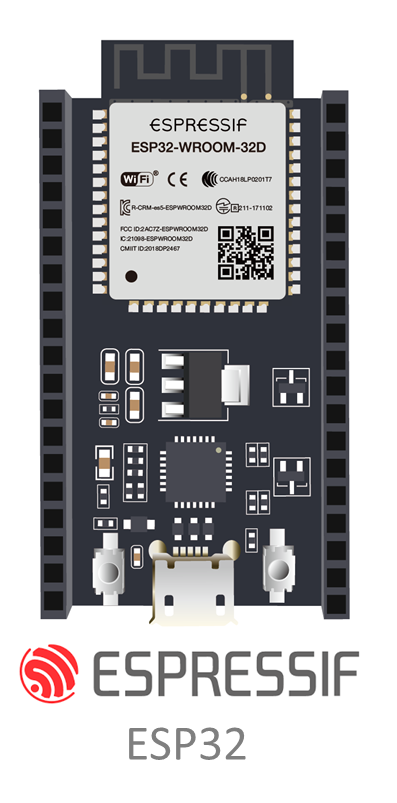 ESPRESSIF
ESP32-WROOM-32D
WiFi CE CCAH18LP0201T7
R-CRM-es5-ESPWROOM32D R 211-171102
FCC ID:2AC7Z-ESPWROOM32D
IC:21098-ESPWROOM32D
CMIIT ID:2018DP2467
ESPRESSIF
ESP32